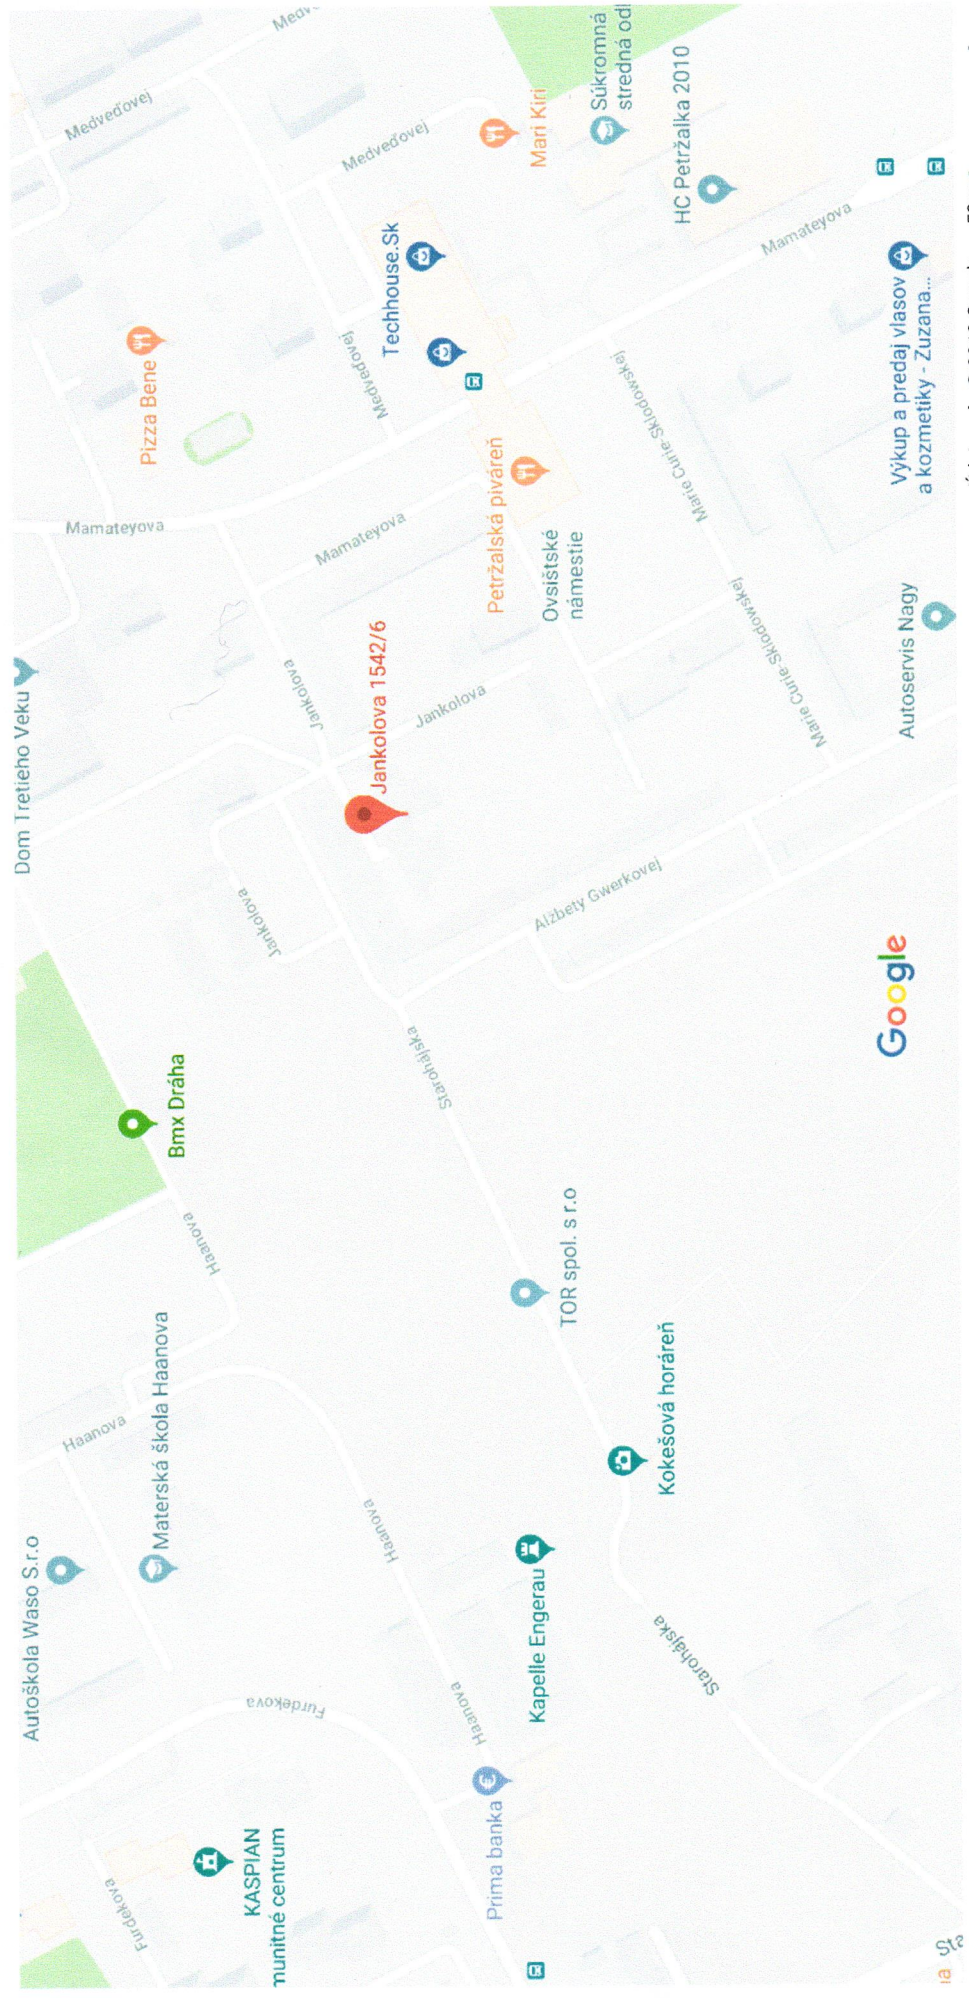 Autoškola Waso S.r.o
Dom Tretieho Veku
Furdekova
Haanova
Mamateyova
Medveďovej
Medv
Materská škola Haanova
Bmx Dráha
Pizza Bene
Haanova
KASPIAN
munitné centrum
Furdekova
Jankolova
Jankolova
Mamateyova
Medveďovej
Medveďovej
Haanova
Jankolova 1542/6
Techhouse.Sk
Haanova
Starohájska
Jankolova
Prima banka
Petržalská piváreň
Mari Kiri
Kapelle Engerau
Ovsištské
námestie
TOR spol. s r.o
Alžbety Gwerkovej
Súkromná
stredná odl
Kokešová horáreň
Marie Curie-Sklodowskej
HC Petržalka 2010
Starohájska
Marie Curie-Sklodowskej
Mamateyova
Google
Autoservis Nagy
Výkup a predaj vlasov
a kozmetiky - Zuzana...
Sta